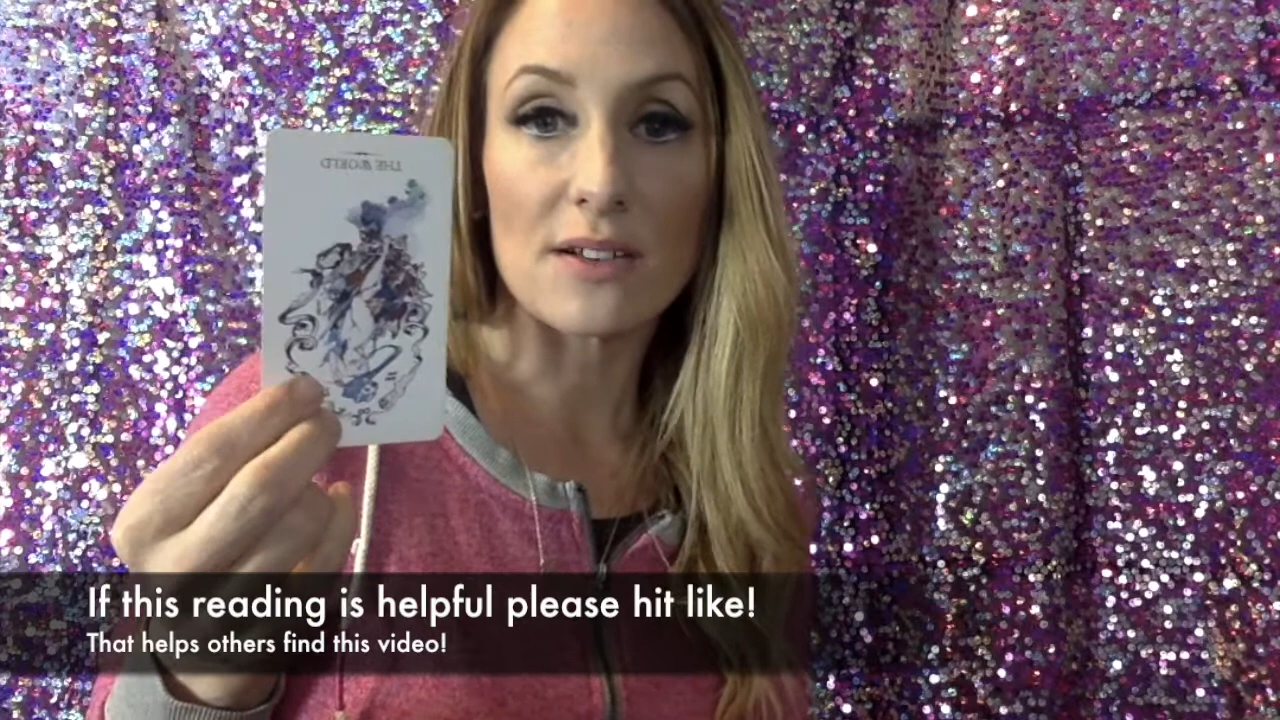 THE WORLD
If this reading is helpful please hit like!
That helps others find this video!